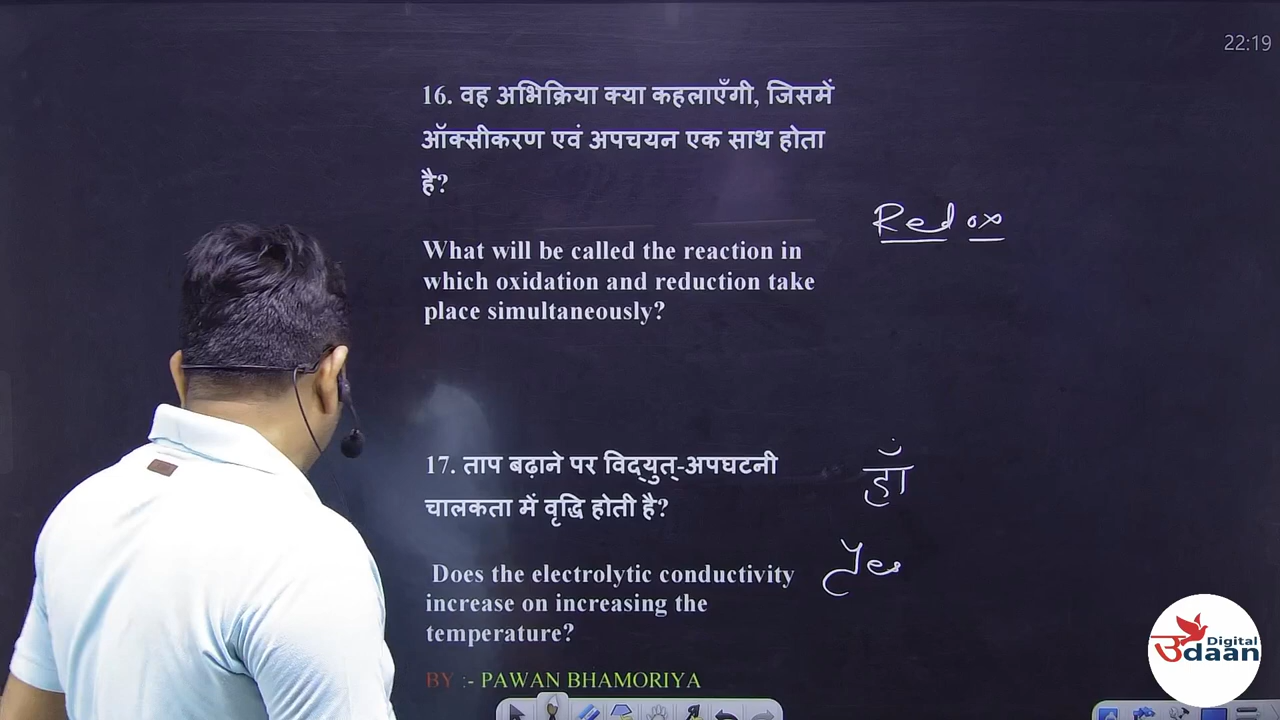 22:19
16. वह अभिक्रिया क्या कहलाएँगी, जिसमें
ऑक्सीकरण एवं अपचयन एक साथ होता
है?
Redox
What will be called the reaction in
which oxidation and reduction take
place simultaneously?
17. ताप बढ़ाने पर विद्युत्-अपघटनी
चालकता में वृद्धि होती है?
हाँ
Does the electrolytic conductivity
increase on increasing the
temperature?
Yes
BY :- PAWAN BHAMORIYA
Digital
उdaan